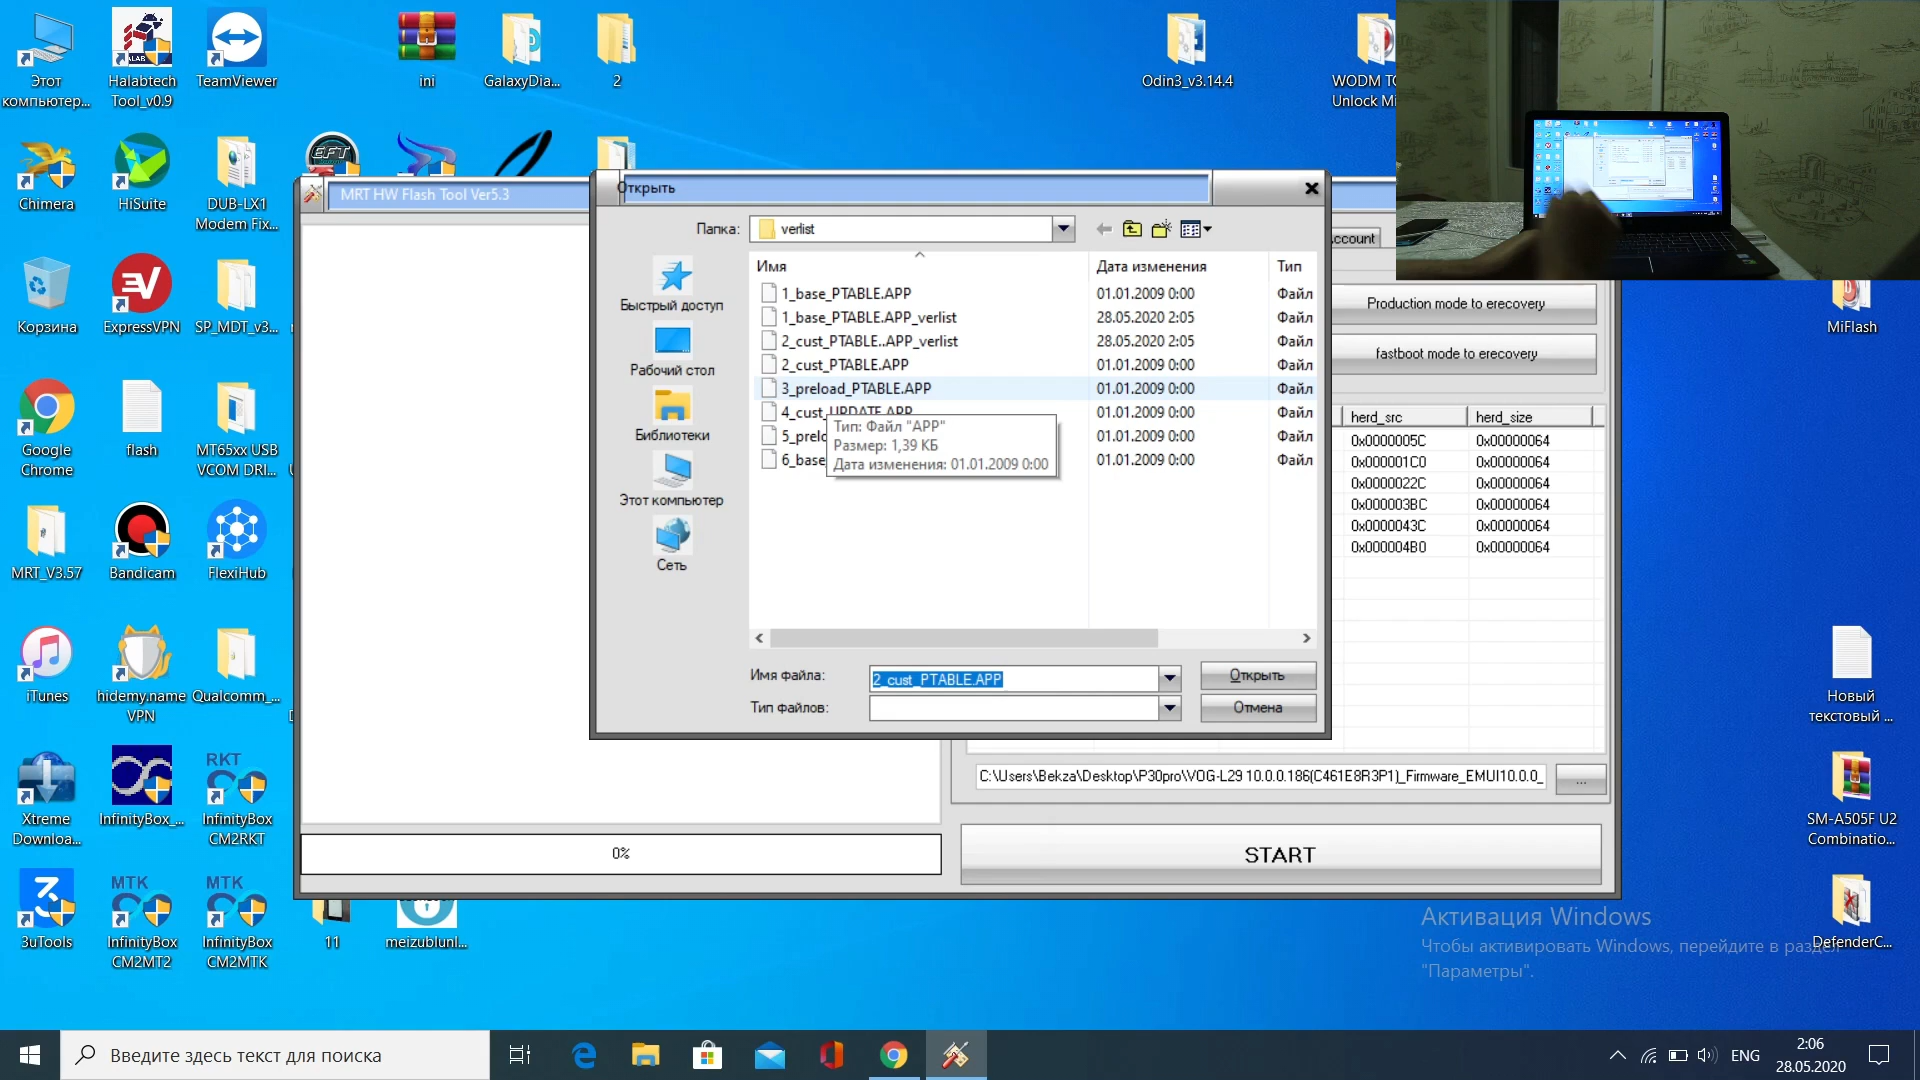 Этот
компьютер...
Halabtech
Tool_v0.9
TeamViewer
ini
GalaxyDia...
2
Odin3_v3.14.4
WODM TO
Unlock Mi
Chimera
HiSuite
DUB-LX1
Modem Fix...
EFT
Корзина
ExpressVPN
SP_MDT_v3...
MiFlash
Google
Chrome
flash
MT65xx USB
VCOM DRI...
MRT_V3.57
Bandicam
FlexiHub
iTunes
hidemy.name
VPN
Qualcomm_...
Новый
текстовый ...
Xtreme
Downloa...
InfinityBox_...
RKT
InfinityBox
CM2RKT
SM-A505F U2
Combinatio...
3uTools
MTK
InfinityBox
CM2MT2
MTK
InfinityBox
CM2MTK
11
meizublunl...
DefenderC...
MRT HW Flash Tool Ver5.3
Открыть
Папка:
verlist
Быстрый доступ
Рабочий стол
Библиотеки
Этот компьютер
Сеть
Имя
Дата изменения
Тип
1_base_PTABLE.APP 01.01.2009 0:00 Файл
1_base_PTABLE.APP_verlist 28.05.2020 2:05 Файл
2_cust_PTABLE..APP_verlist 28.05.2020 2:05 Файл
2_cust_PTABLE.APP 01.01.2009 0:00 Файл
3_preload_PTABLE.APP 01.01.2009 0:00 Файл
4_cust_UPDATE.APP 01.01.2009 0:00 Файл
5_prelo 01.01.2009 0:00 Файл
6_base 01.01.2009 0:00 Файл
Тип: Файл "APP"
Размер: 1,39 КБ
Дата изменения: 01.01.2009 0:00
Имя файла:
2_cust_PTABLE.APP
Открыть
Тип файлов:
Отмена
ccount
Production mode to erecovery
fastboot mode to erecovery
herd_src herd_size
0x0000005C 0x00000064
0x000001C0 0x00000064
0x0000022C 0x00000064
0x000003BC 0x00000064
0x0000043C 0x00000064
0x000004B0 0x00000064
C:\Users\Bekza\Desktop\P30pro\VOG-L29 10.0.0.186(C461E8R3P1)_Firmware_EMUI10.0.0_
...
0%
START
Активация Windows
Чтобы активировать Windows, перейдите в раздел
"Параметры".
Введите здесь текст для поиска
ENG
2:06
28.05.2020